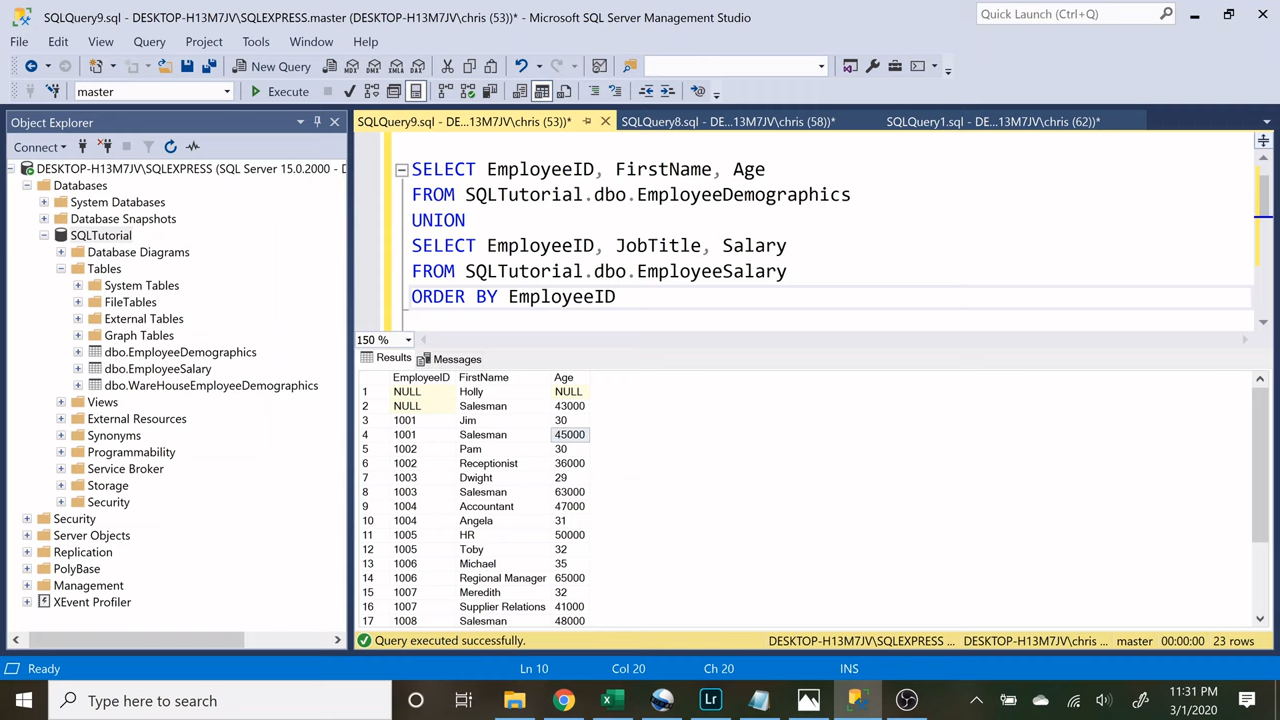 SQLQuery9.sql - DESKTOP-H13M7JV\SQLEXPRESS.master (DESKTOP-H13M7JV\chris (53))* - Microsoft SQL Server Management Studio
Quick Launch (Ctrl+Q)
File Edit View Query Project Tools Window Help
New Query MDX DMX XMLA DAX
master Execute
Object Explorer
SQLQuery9.sql - DE...13M7JV\chris (53))* SQLQuery8.sql - DE...13M7JV\chris (58))* SQLQuery1.sql - DE...13M7JV\chris (62))*
Connect
DESKTOP-H13M7JV\SQLEXPRESS (SQL Server 15.0.2000 - D
Databases
System Databases
Database Snapshots
SQLTutorial
Database Diagrams
Tables
System Tables
FileTables
External Tables
Graph Tables
dbo.EmployeeDemographics
dbo.EmployeeSalary
dbo.WareHouseEmployeeDemographics
Views
External Resources
Synonyms
Programmability
Service Broker
Storage
Security
Security
Server Objects
Replication
PolyBase
Management
XEvent Profiler
SELECT EmployeeID, FirstName, Age
FROM SQLTutorial.dbo.EmployeeDemographics
UNION
SELECT EmployeeID, JobTitle, Salary
FROM SQLTutorial.dbo.EmployeeSalary
ORDER BY EmployeeID
150 %
Results Messages
EmployeeID FirstName Age
1 NULL Holly NULL
2 NULL Salesman 43000
3 1001 Jim 30
4 1001 Salesman 45000
5 1002 Pam 30
6 1002 Receptionist 36000
7 1003 Dwight 29
8 1003 Salesman 63000
9 1004 Accountant 47000
10 1004 Angela 31
11 1005 HR 50000
12 1005 Toby 32
13 1006 Michael 35
14 1006 Regional Manager 65000
15 1007 Meredith 32
16 1007 Supplier Relations 41000
17 1008 Salesman 48000
Query executed successfully. DESKTOP-H13M7JV\SQLEXPRESS ... DESKTOP-H13M7JV\chris ... master 00:00:00 23 rows
Ready Ln 10 Col 20 Ch 20 INS
Type here to search
Lr
11:31 PM
3/1/2020